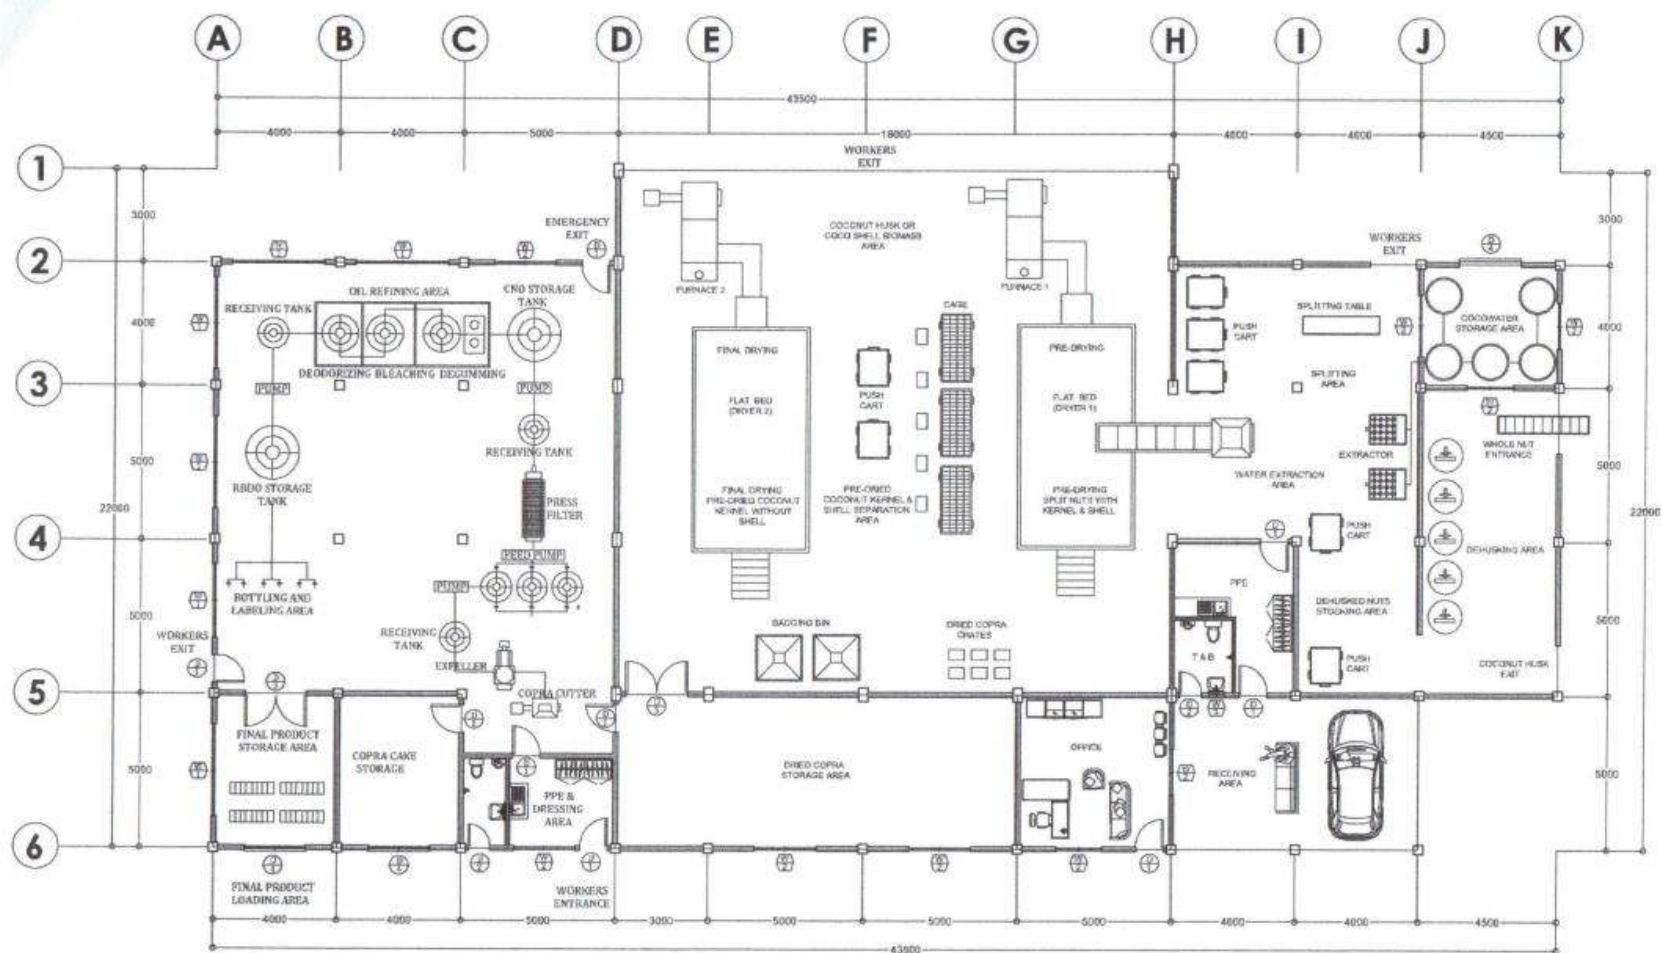 A B C D E F G H I J K
43500
4000 4000 5000 18000 4000 4000 4500
1
2
3
4
5
6
3000
4000
5000
5000
5000
22000
3000
4000
5000
5000
5000
22000
WORKERS
EXIT
EMERGENCY
EXIT
WORKERS
EXIT
RECEIVING TANK
OIL REFINING AREA
CNO STORAGE
TANK
DEODORIZING BLEACHING DEGUMMING
PUMP
PUMP
RECEIVING TANK
RBDO STORAGE
TANK
PRESS
FILTER
FEED PUMP
PUMP
BOTTLING AND
LABELING AREA
RECEIVING
TANK
EXPELLER
COPRA CUTTER
WORKERS
EXIT
FINAL PRODUCT
STORAGE AREA
COPRA CAKE
STORAGE
PPE &
DRESSING
AREA
FINAL PRODUCT
LOADING AREA
WORKERS
ENTRANCE
FURNACE 2
COCONUT HUSK OR
COCO SHELL BIOMASS
AREA
FURNACE 1
CAGE
FINAL DRYING
FLAT BED
(DRYER 2)
FINAL DRYING
PRE-DRIED COCONUT
KERNEL WITHOUT
SHELL
PUSH
CART
PRE-DRIED
COCONUT KERNEL &
SHELL SEPARATION
AREA
PRE-DRYING
FLAT BED
(DRYER 1)
PRE-DRYING
SPLIT NUTS WITH
KERNEL & SHELL
BAGGING BIN
DRIED COPRA
CRATES
DRIED COPRA
STORAGE AREA
OFFICE
PUSH
CART
SPLITTING TABLE
SPLITTING
AREA
COCOWATER
STORAGE AREA
EXTRACTOR
WATER EXTRACTION
AREA
WHOLE NUT
ENTRANCE
PUSH
CART
DEHUSKING AREA
PPE
DEHUSKED NUTS
STOCKING AREA
T & B
PUSH
CART
COCONUT HUSK
EXIT
RECEIVING
AREA
4000 4000 5000 3000 5000 5000 5000 4000 4000 4500
43500